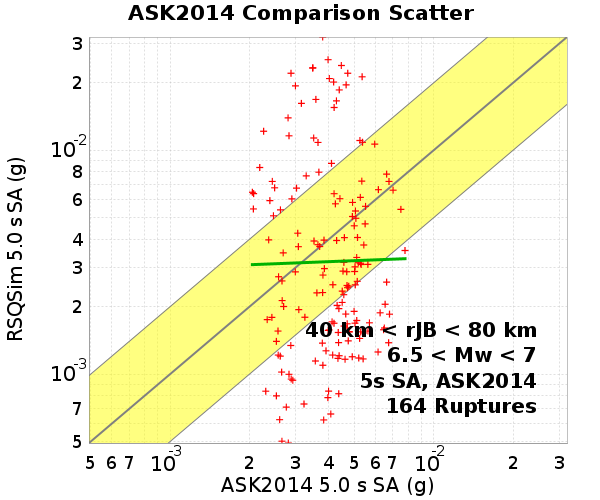 ASK2014 Comparison Scatter
RSQSim 5.0 s SA (g)
3
2
10-2
8
6
4
3
2
10-3
7
5
40 km < rJB < 80 km
6.5 < Mw < 7
5s SA, ASK2014
164 Ruptures
5 6 7 10-3 2 3 4 5 6 7 10-2 2 3
ASK2014 5.0 s SA (g)